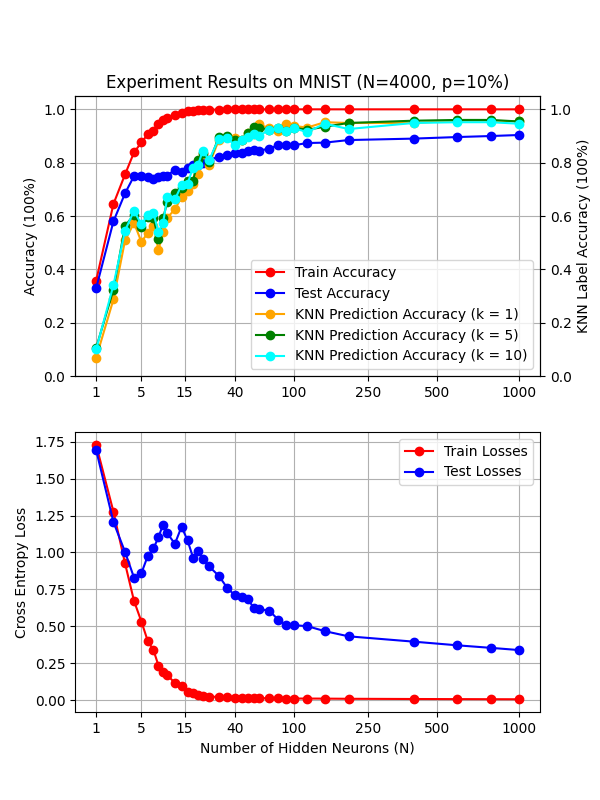 Experiment Results on MNIST (N=4000, p=10%)
Accuracy (100%)
1.0
0.8
0.6
0.4
0.2
0.0
1.0
0.8
0.6
0.4
0.2
0.0
KNN Label Accuracy (100%)
Train Accuracy
Test Accuracy
KNN Prediction Accuracy (k = 1)
KNN Prediction Accuracy (k = 5)
KNN Prediction Accuracy (k = 10)
1 5 15 40 100 250 500 1000
Cross Entropy Loss
1.75
1.50
1.25
1.00
0.75
0.50
0.25
0.00
Train Losses
Test Losses
1 5 15 40 100 250 500 1000
Number of Hidden Neurons (N)